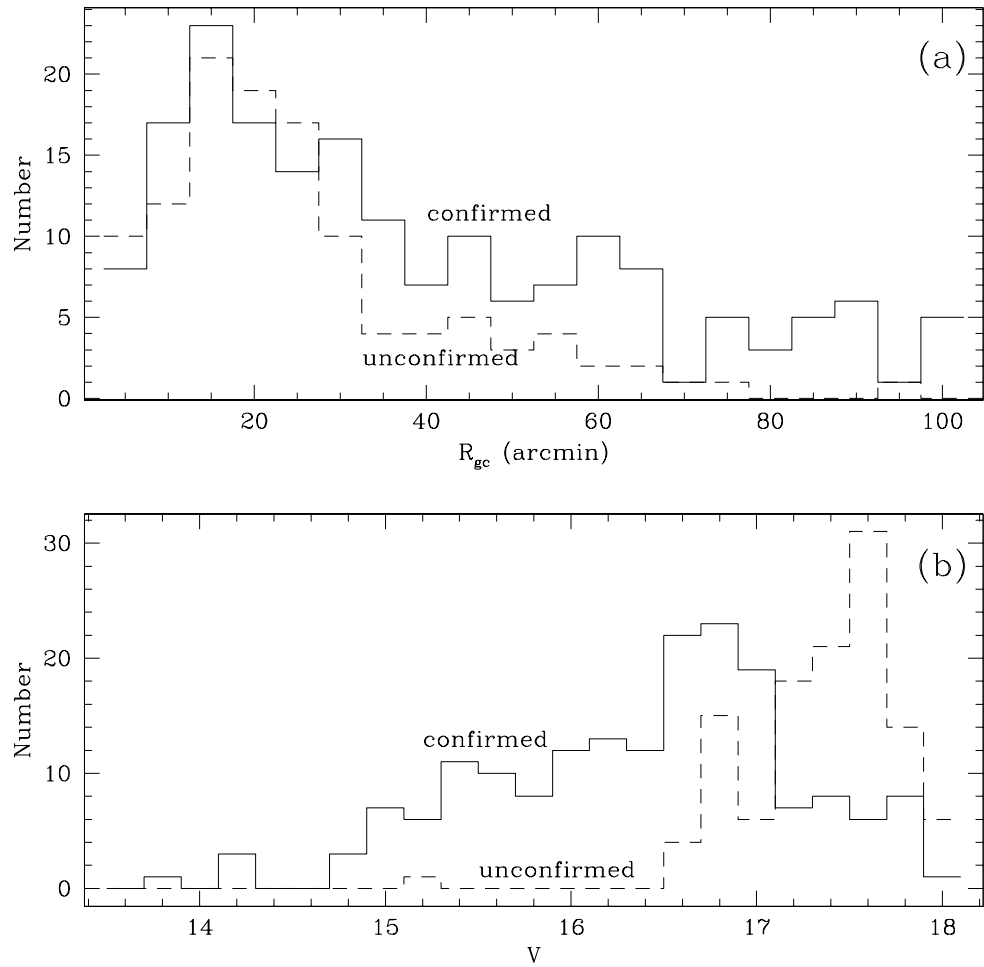 (a)
Number
20
15
10
5
0
confirmed
unconfirmed
20 40 60 80 100
R_gc (arcmin)
(b)
Number
30
20
10
0
confirmed
unconfirmed
14 15 16 17 18
V